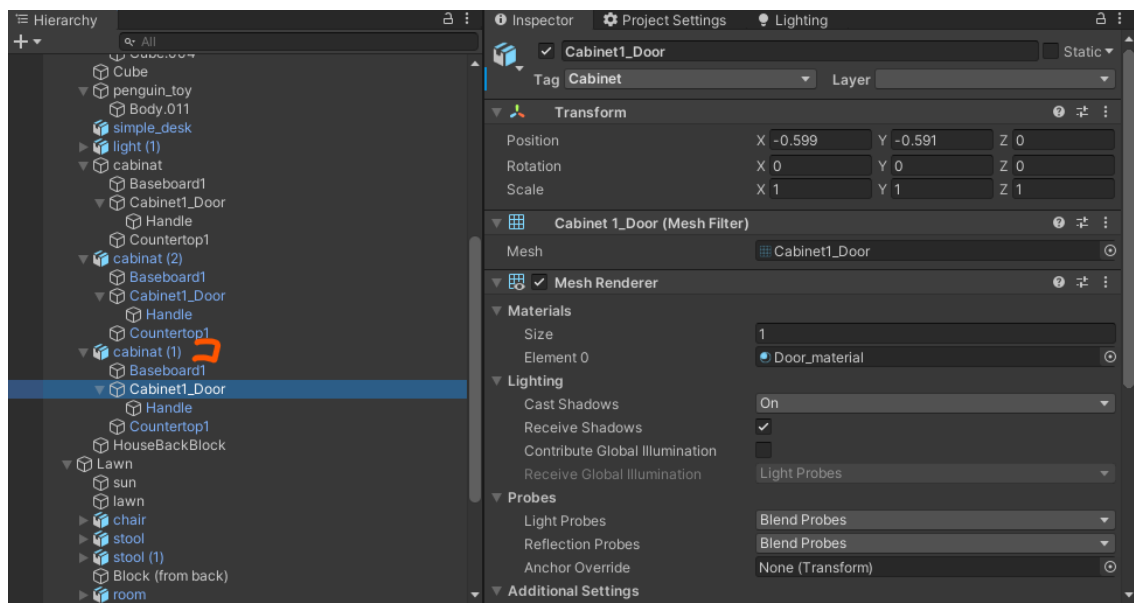 Hierarchy
All
Cube.004
Cube
penguin_toy
Body.011
simple_desk
light (1)
cabinat
Baseboard1
Cabinet1_Door
Handle
Countertop1
cabinat (2)
Baseboard1
Cabinet1_Door
Handle
Countertop1
cabinat (1)
Baseboard1
Cabinet1_Door
Handle
Countertop1
HouseBackBlock
Lawn
sun
lawn
chair
stool
stool (1)
Block (from back)
room
Inspector Project Settings Lighting
Cabinet1_Door Static
Tag Cabinet Layer
Transform
Position X -0.599 Y -0.591 Z 0
Rotation X 0 Y 0 Z 0
Scale X 1 Y 1 Z 1
Cabinet 1_Door (Mesh Filter)
Mesh Cabinet1_Door
Mesh Renderer
Materials
Size 1
Element 0 Door_material
Lighting
Cast Shadows On
Receive Shadows
Contribute Global Illumination
Receive Global Illumination Light Probes
Probes
Light Probes Blend Probes
Reflection Probes Blend Probes
Anchor Override None (Transform)
Additional Settings